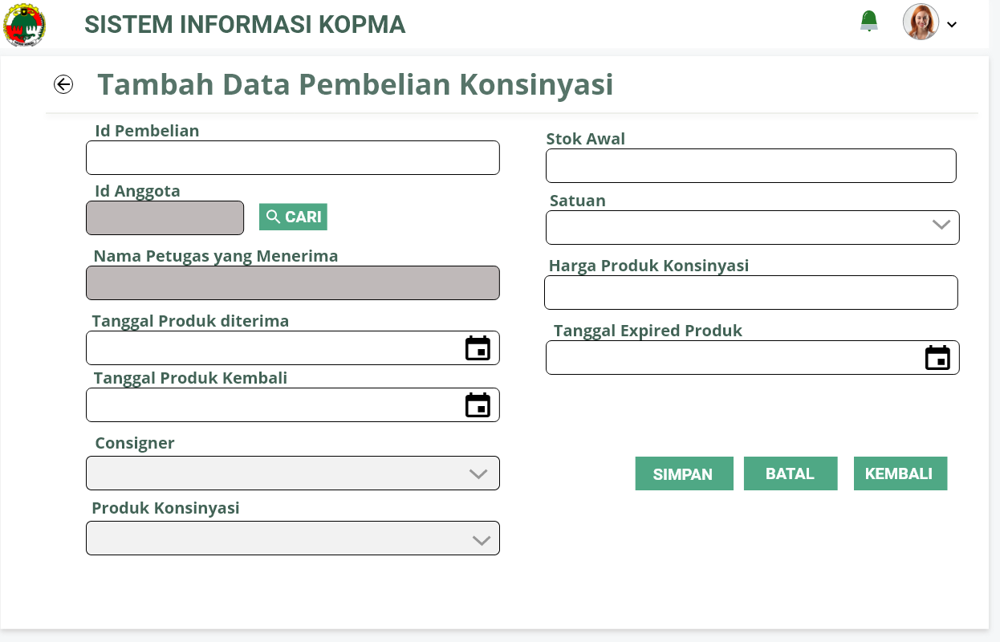 SISTEM INFORMASI KOPMA
Tambah Data Pembelian Konsinyasi
Id Pembelian
Id Anggota
CARI
Nama Petugas yang Menerima
Tanggal Produk diterima
Tanggal Produk Kembali
Consigner
Produk Konsinyasi
Stok Awal
Satuan
Harga Produk Konsinyasi
Tanggal Expired Produk
SIMPAN
BATAL
KEMBALI